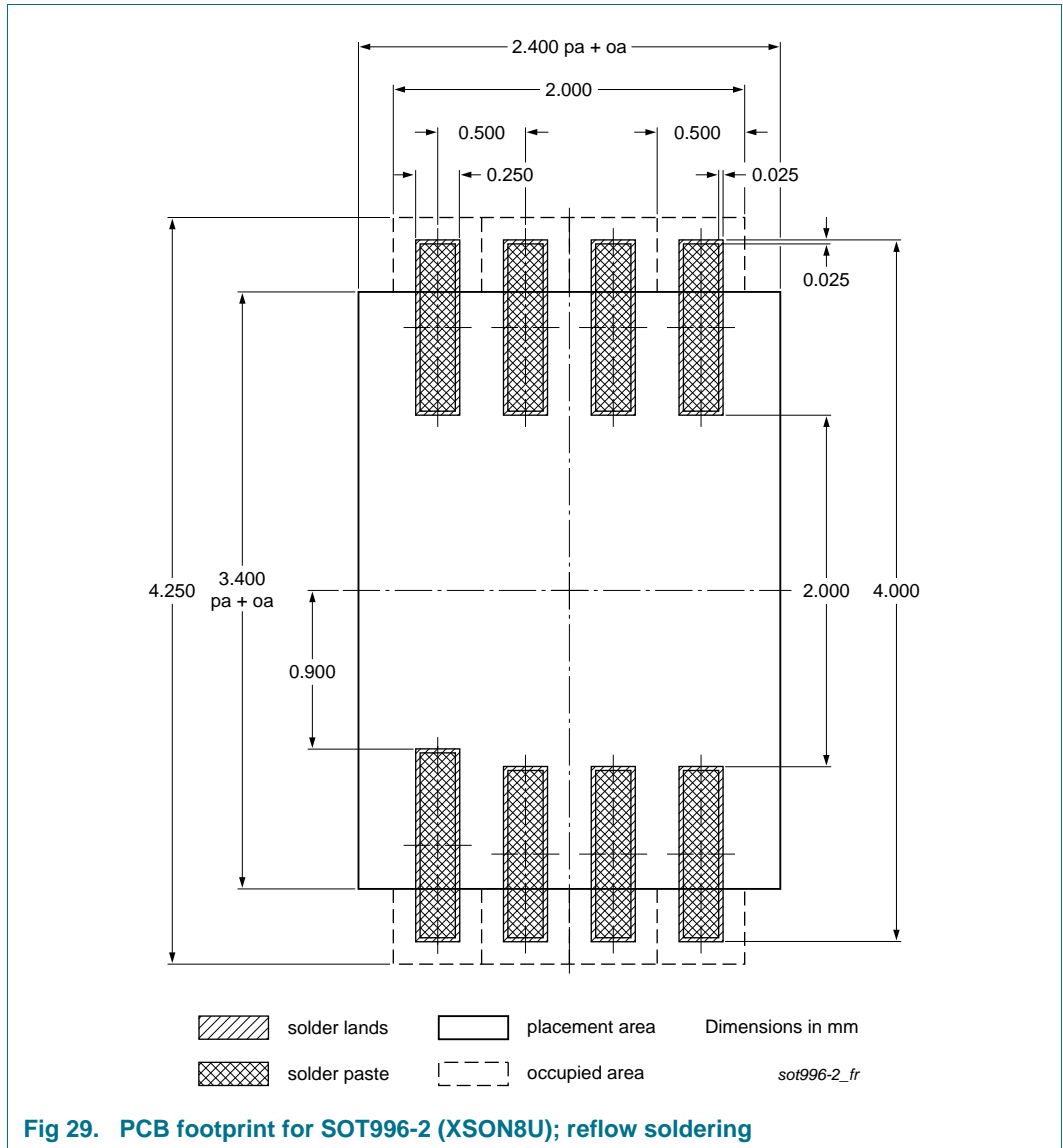 2.400 pa + oa
2.000
0.500
0.500
0.250
0.025
0.025
4.250
3.400
pa + oa
2.000
4.000
0.900
solder lands
placement area
Dimensions in mm
solder paste
occupied area
sot996-2_fr
Fig 29. PCB footprint for SOT996-2 (XSON8U); reflow soldering